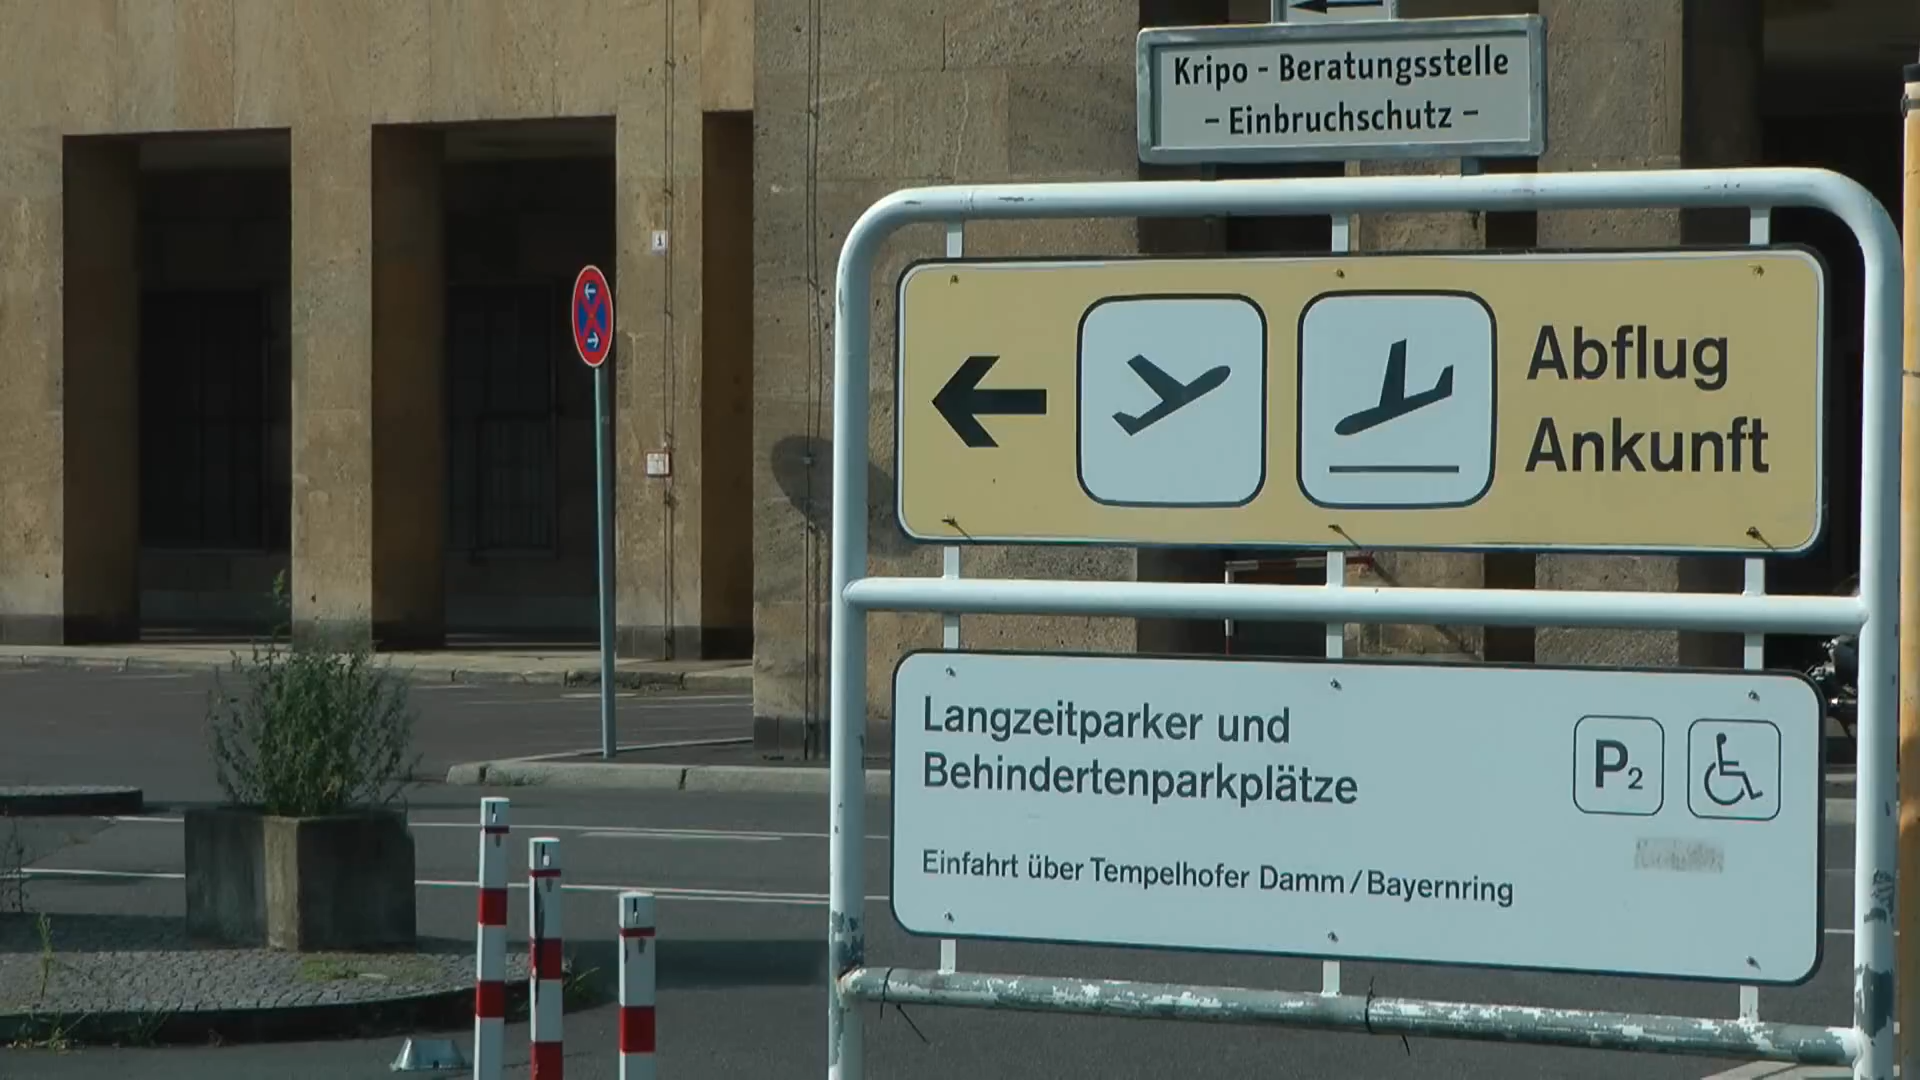 Kripo - Beratungsstelle
- Einbruchschutz -
Abflug
Ankunft
Langzeitparker und
Behindertenparkplätze
P2
Einfahrt über Tempelhofer Damm/Bayernring